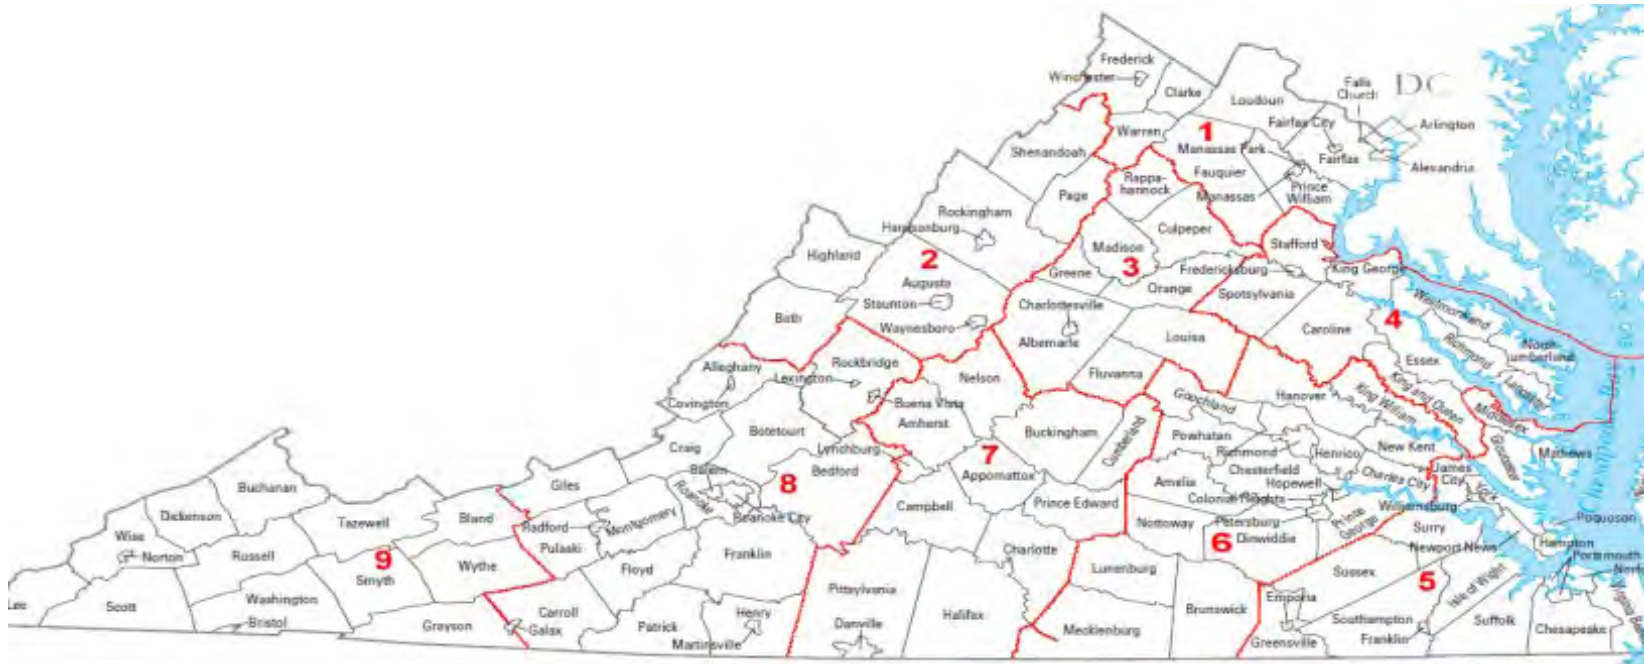 Frederick
Winchester
Clarke
Loudoun
Falls
Church
DC
Arlington
Fairfax City
Alexandria
Fairfax
Warren
1
Manassas Park
Shenandoah
Fauquier
Rappa-
hannock
Manassas
Prince
William
Page
Rockingham
Harrisonburg
Culpeper
Stafford
Madison
Highland
2
3
Fredericksburg
King George
Greene
Orange
Augusta
Staunton
Charlottesville
Spotsylvania
Westmoreland
4
Waynesboro
Bath
Albemarle
Louisa
Caroline
Richmond
North-
umberland
Essex
Rockbridge
Alleghany
Lexington
Nelson
Fluvanna
Lancaster
King and Queen
King William
Covington
Buena Vista
Amherst
Goochland
Hanover
Middlesex
Botetourt
Buckingham
Cumberland
Craig
Lynchburg
Powhatan
Richmond
Henrico
New Kent
Gloucester
Mathews
Salem
Bedford
7
Appomattox
Chesterfield
Hopewell
Charles City
James
City
York
8
Giles
Roanoke
Amelia
Colonial Heights
Buchanan
Radford
Montgomery
Roanoke City
Campbell
Prince Edward
Williamsburg
Dickenson
Tazewell
Bland
Nottoway
Petersburg
Dinwiddie
Prince
George
Surry
Poquoson
Wise
Norton
Pulaski
6
Newport News
Hampton
Portsmouth
Russell
9
Wythe
Floyd
Franklin
Charlotte
Lunenburg
Sussex
Smyth
5
Isle of Wight
Pittsylvania
Scott
Washington
Carroll
Henry
Halifax
Brunswick
Emporia
Bristol
Grayson
Galax
Patrick
Martinsville
Danville
Mecklenburg
Greensville
Southampton
Franklin
Suffolk
Chesapeake